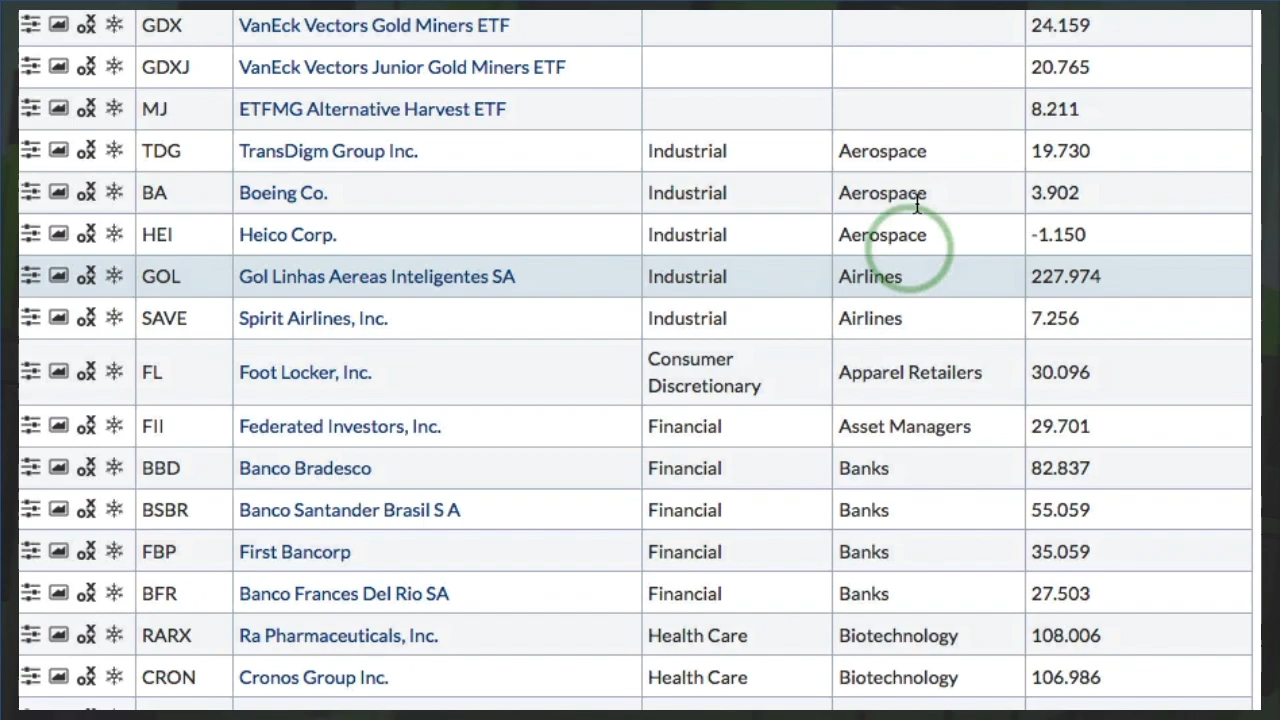 GDX VanEck Vectors Gold Miners ETF 24.159
GDXJ VanEck Vectors Junior Gold Miners ETF 20.765
MJ ETFMG Alternative Harvest ETF 8.211
TDG TransDigm Group Inc. Industrial Aerospace 19.730
BA Boeing Co. Industrial Aerospace 3.902
HEI Heico Corp. Industrial Aerospace -1.150
GOL Gol Linhas Aereas Inteligentes SA Industrial Airlines 227.974
SAVE Spirit Airlines, Inc. Industrial Airlines 7.256
FL Foot Locker, Inc. Consumer Discretionary Apparel Retailers 30.096
FII Federated Investors, Inc. Financial Asset Managers 29.701
BBD Banco Bradesco Financial Banks 82.837
BSBR Banco Santander Brasil S A Financial Banks 55.059
FBP First Bancorp Financial Banks 35.059
BFR Banco Frances Del Rio SA Financial Banks 27.503
RARX Ra Pharmaceuticals, Inc. Health Care Biotechnology 108.006
CRON Cronos Group Inc. Health Care Biotechnology 106.986